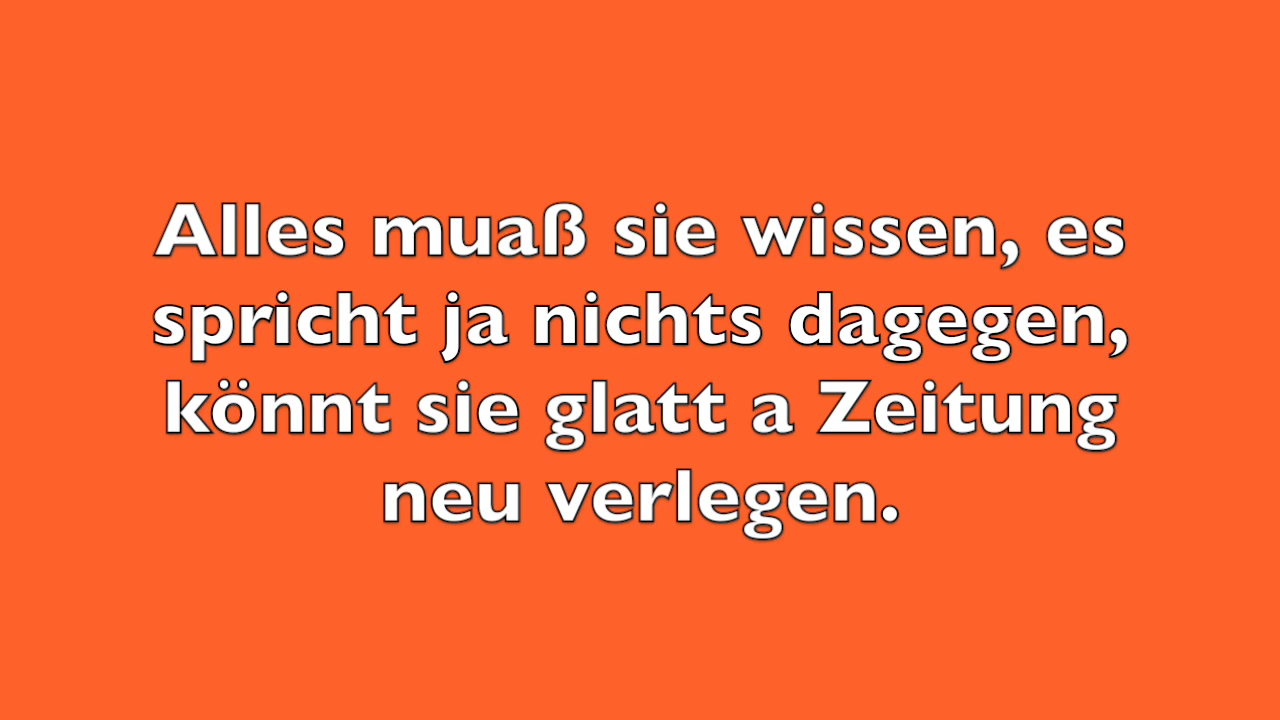 Alles muaß sie wissen, es
spricht ja nichts dagegen,
könnt sie glatt a Zeitung
neu verlegen.